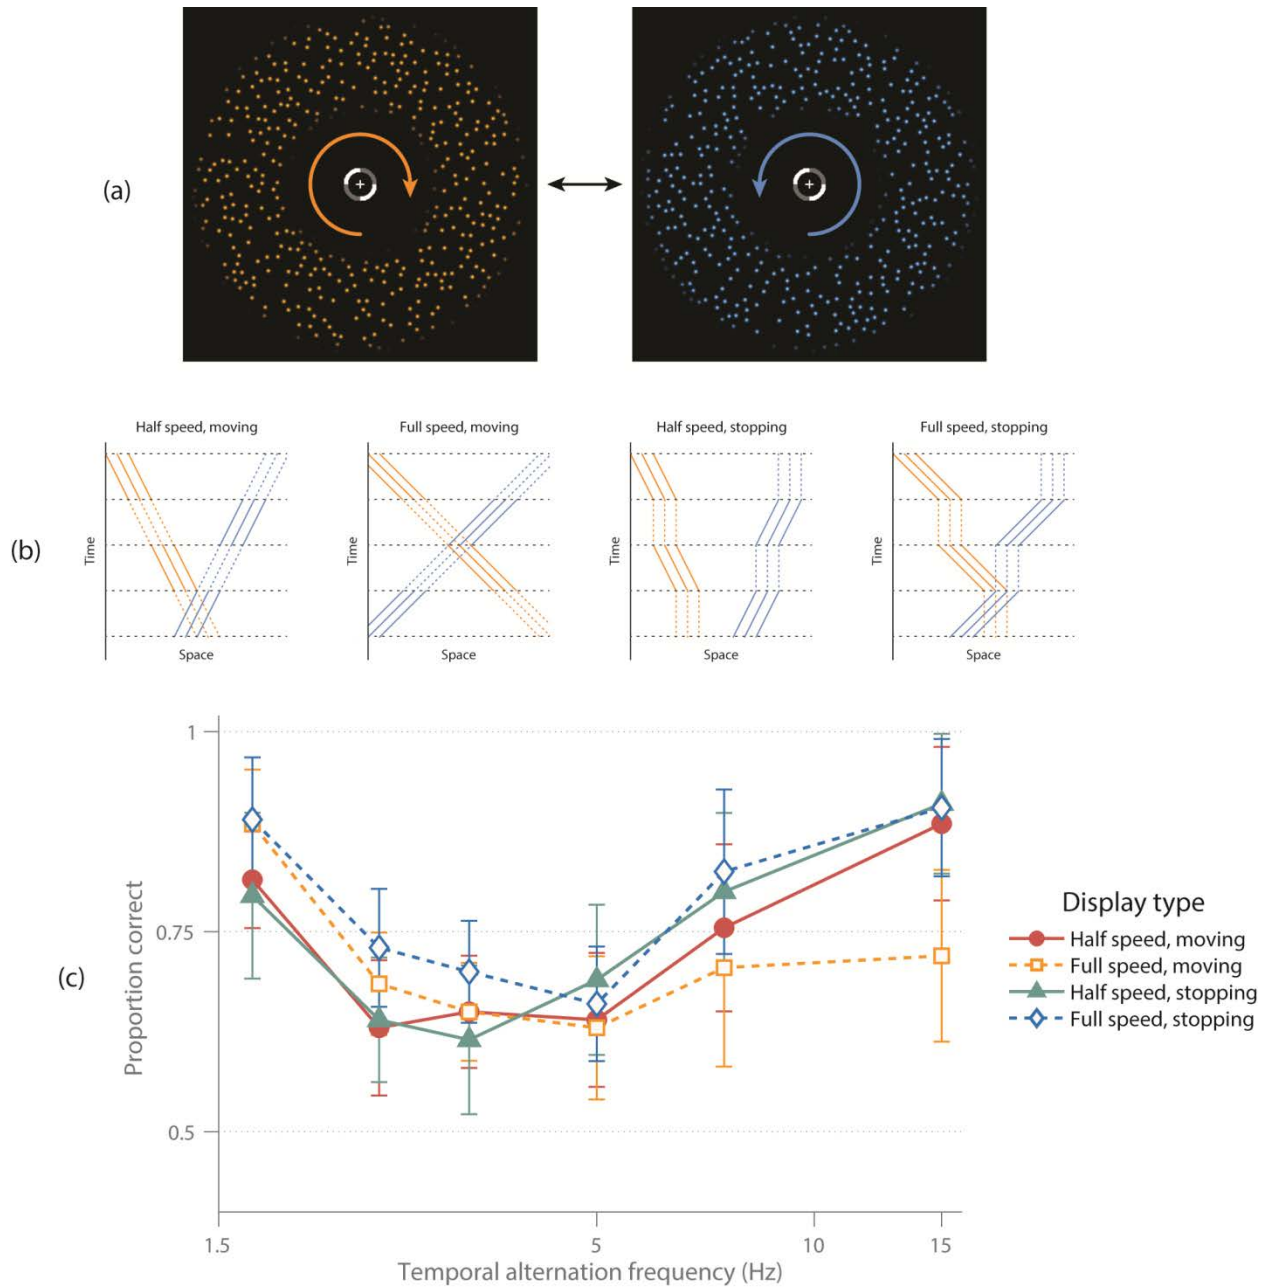 (a)
Half speed, moving
Full speed, moving
Half speed, stopping
Full speed, stopping
(b)
Time
Time
Time
Time
Space
Space
Space
Space
(c)
Proportion correct
1
0.75
0.5
1.5
5
10
15
Temporal alternation frequency (Hz)
Display type
Half speed, moving
Full speed, moving
Half speed, stopping
Full speed, stopping